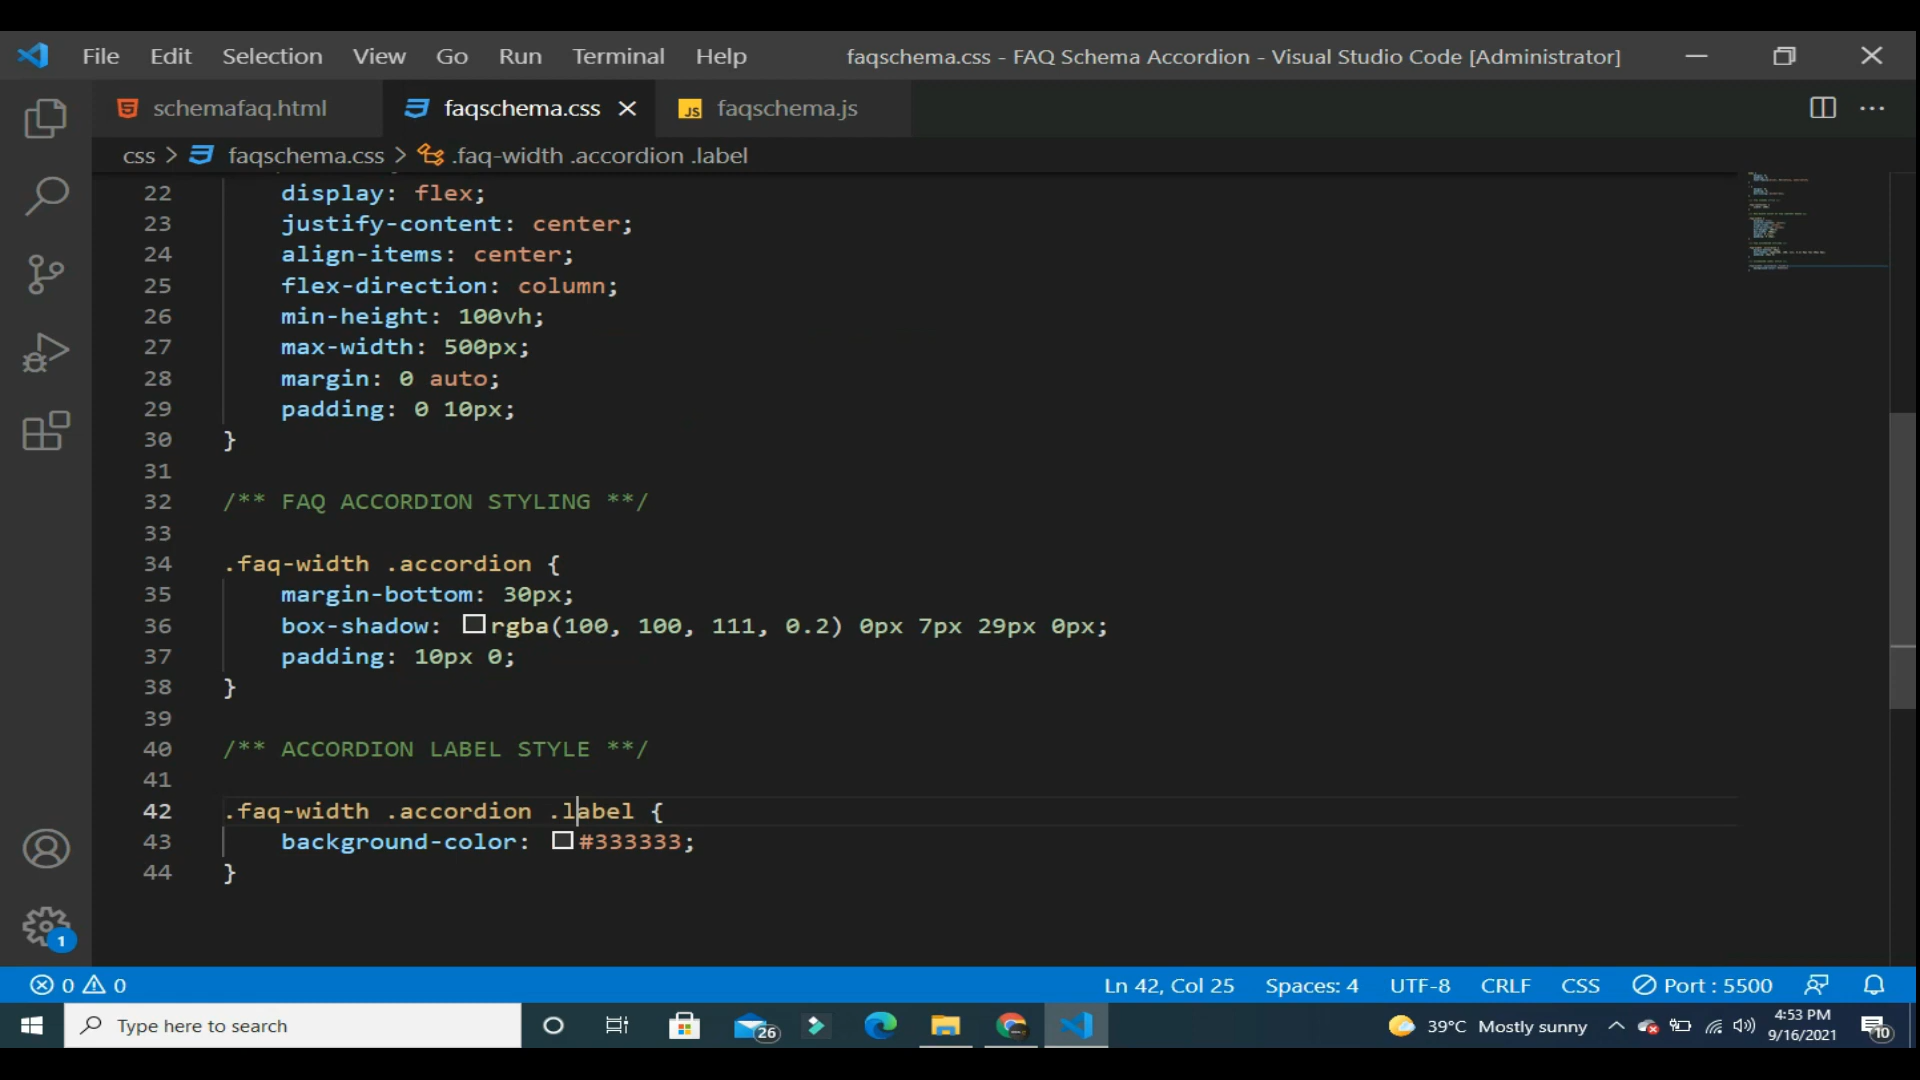 File Edit Selection View Go Run Terminal Help faqschema.css - FAQ Schema Accordion - Visual Studio Code [Administrator]
schemafaq.html faqschema.css JS faqschema.js
css > faqschema.css > .faq-width .accordion .label
22 display: flex;
23 justify-content: center;
24 align-items: center;
25 flex-direction: column;
26 min-height: 100vh;
27 max-width: 500px;
28 margin: 0 auto;
29 padding: 0 10px;
30 }
31
32 /** FAQ ACCORDION STYLING **/
33
34 .faq-width .accordion {
35 margin-bottom: 30px;
36 box-shadow: rgba(100, 100, 111, 0.2) 0px 7px 29px 0px;
37 padding: 10px 0;
38 }
39
40 /** ACCORDION LABEL STYLE **/
41
42 .faq-width .accordion .label {
43 background-color: #333333;
44 }
1
0 0 Ln 42, Col 25 Spaces: 4 UTF-8 CRLF CSS Port : 5500
Type here to search 26 39°C Mostly sunny 4:53 PM 10
9/16/2021